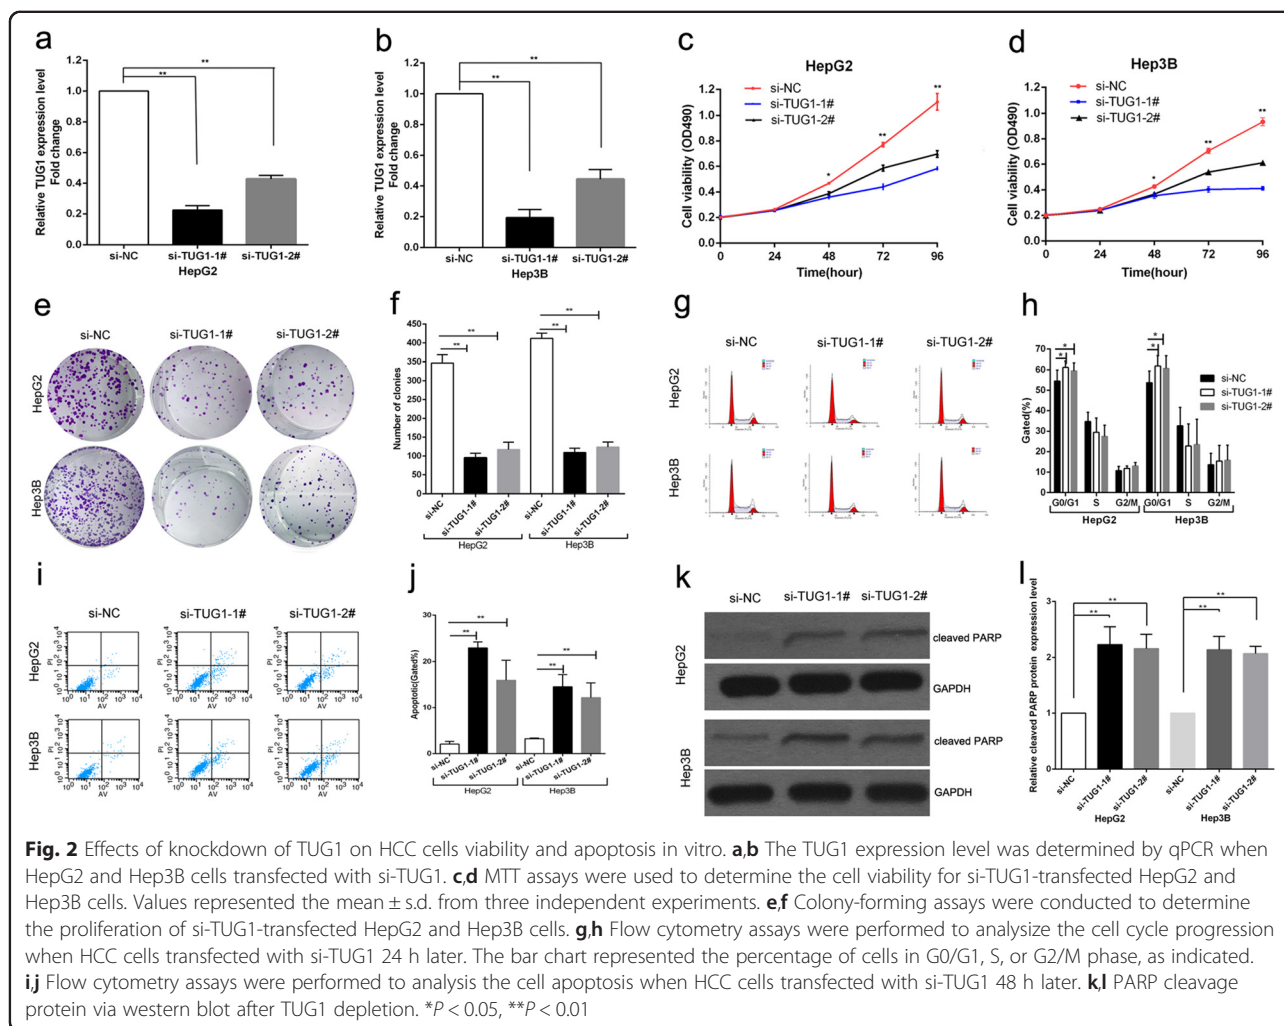 a
Relative TUG1 expression level
Fold change
1.2
1.0
0.8
0.6
0.4
0.2
0.0
**
**
si-NC si-TUG1-1# si-TUG1-2#
HepG2
b
Relative TUG1 expression level
Fold change
1.2
1.0
0.8
0.6
0.4
0.2
0.0
**
**
si-NC si-TUG1-1# si-TUG1-2#
Hep3B
c
HepG2
Cell viability (OD490)
1.2
1.0
0.8
0.6
0.4
0.2
0.0
si-NC
si-TUG1-1#
si-TUG1-2#
*
**
**
0 24 48 72 96
Time(hour)
d
Hep3B
Cell viability (OD490)
1.2
1.0
0.8
0.6
0.4
0.2
0.0
si-NC
si-TUG1-1#
si-TUG1-2#
*
**
**
0 24 48 72 96
Time(hour)
e
si-NC si-TUG1-1# si-TUG1-2#
HepG2
Hep3B
f
Number of clonies
450
400
350
300
250
200
150
100
50
0
**
**
**
**
si-NC si-TUG1-1# si-TUG1-2# si-NC si-TUG1-1# si-TUG1-2#
HepG2 Hep3B
g
si-NC si-TUG1-1# si-TUG1-2#
HepG2
Hep3B
h
Gated(%)
70
60
50
40
30
20
10
0
*
*
*
*
si-NC
si-TUG1-1#
si-TUG1-2#
G0/G1 S G2/M G0/G1 S G2/M
HepG2 Hep3B
i
si-NC si-TUG1-1# si-TUG1-2#
HepG2
Hep3B
PI
AV
j
Apoptotic(Gated%)
30
20
10
0
**
**
**
**
si-NC si-TUG1-1# si-TUG1-2# si-NC si-TUG1-1# si-TUG1-2#
HepG2 Hep3B
k
si-NC si-TUG1-1# si-TUG1-2#
HepG2
cleaved PARP
GAPDH
Hep3B
cleaved PARP
GAPDH
l
Relative cleaved PARP protein expression level
3
2
1
0
**
**
**
**
si-NC si-TUG1-1# si-TUG1-2# si-NC si-TUG1-1# si-TUG1-2#
HepG2 Hep3B
Fig. 2 Effects of knockdown of TUG1 on HCC cells viability and apoptosis in vitro. a,b The TUG1 expression level was determined by qPCR when
HepG2 and Hep3B cells transfected with si-TUG1. c,d MTT assays were used to determine the cell viability for si-TUG1-transfected HepG2 and
Hep3B cells. Values represented the mean ± s.d. from three independent experiments. e,f Colony-forming assays were conducted to determine
the proliferation of si-TUG1-transfected HepG2 and Hep3B cells. g,h Flow cytometry assays were performed to analysize the cell cycle progression
when HCC cells transfected with si-TUG1 24 h later. The bar chart represented the percentage of cells in G0/G1, S, or G2/M phase, as indicated.
i,j Flow cytometry assays were performed to analysis the cell apoptosis when HCC cells transfected with si-TUG1 48 h later. k,l PARP cleavage
protein via western blot after TUG1 depletion. *P < 0.05, **P < 0.01